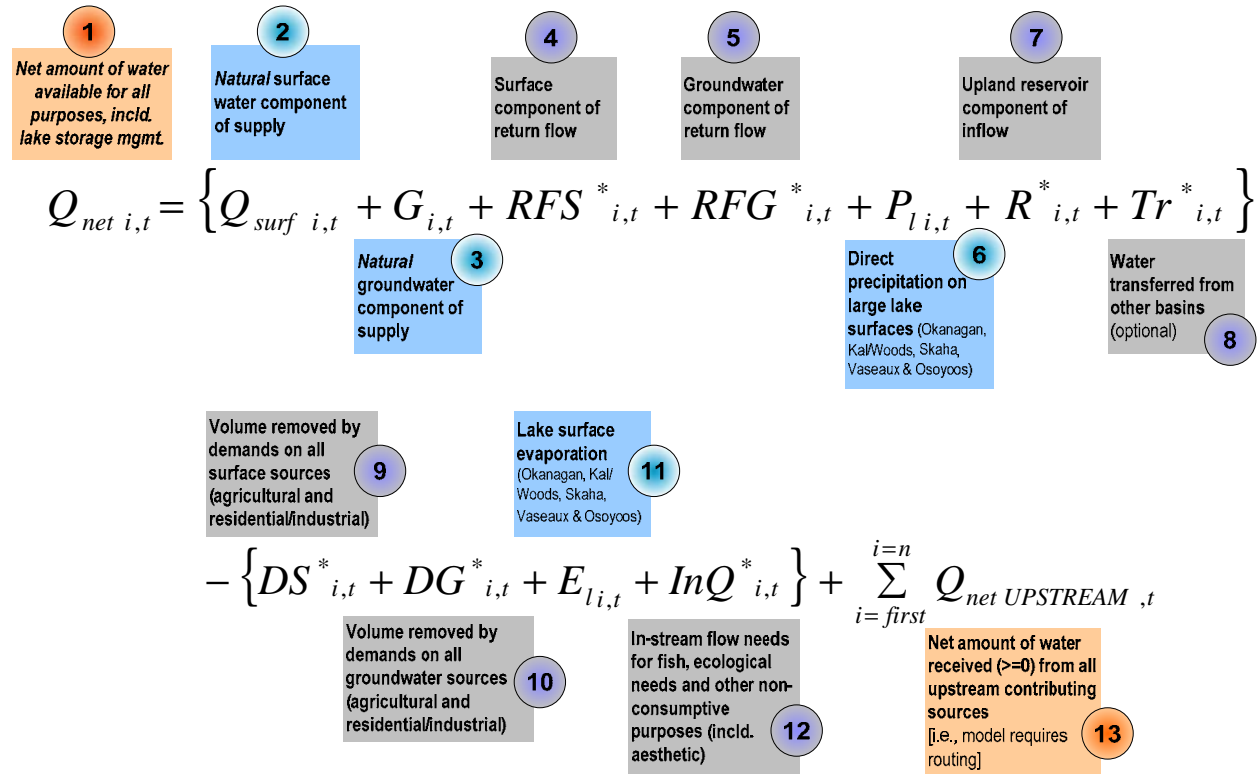 1
Net amount of water
available for all
purposes, incld.
lake storage mgmt.
2
Natural surface
water component
of supply
4
Surface
component of
return flow
5
Groundwater
component of
return flow
7
Upland reservoir
component of
inflow
Q net i,t = {Q surf i,t + G i,t + RFS * i,t + RFG * i,t + P l i,t + R * i,t + Tr * i,t}
3
Natural
groundwater
component of
supply
6
Direct
precipitation on
large lake
surfaces (Okanagan,
Kal/Woods, Skaha,
Vaseaux & Osoyoos)
Water
transferred from
other basins
(optional)
8
Volume removed by
demands on all
surface sources
(agricultural and
residential/industrial)
9
Lake surface
evaporation
(Okanagan, Kal/
Woods, Skaha,
Vaseaux & Osoyoos)
11
− {DS * i,t + DG * i,t + E l i,t + InQ * i,t} + i=n ∑ i=first Q net UPSTREAM ,t
Volume removed by
demands on all
groundwater sources
(agricultural and
residential/industrial)
10
In-stream flow needs
for fish, ecological
needs and other non-
consumptive
purposes (incld.
aesthetic)
12
Net amount of water
received (>=0) from all
upstream contributing
sources
[i.e., model requires
routing]
13